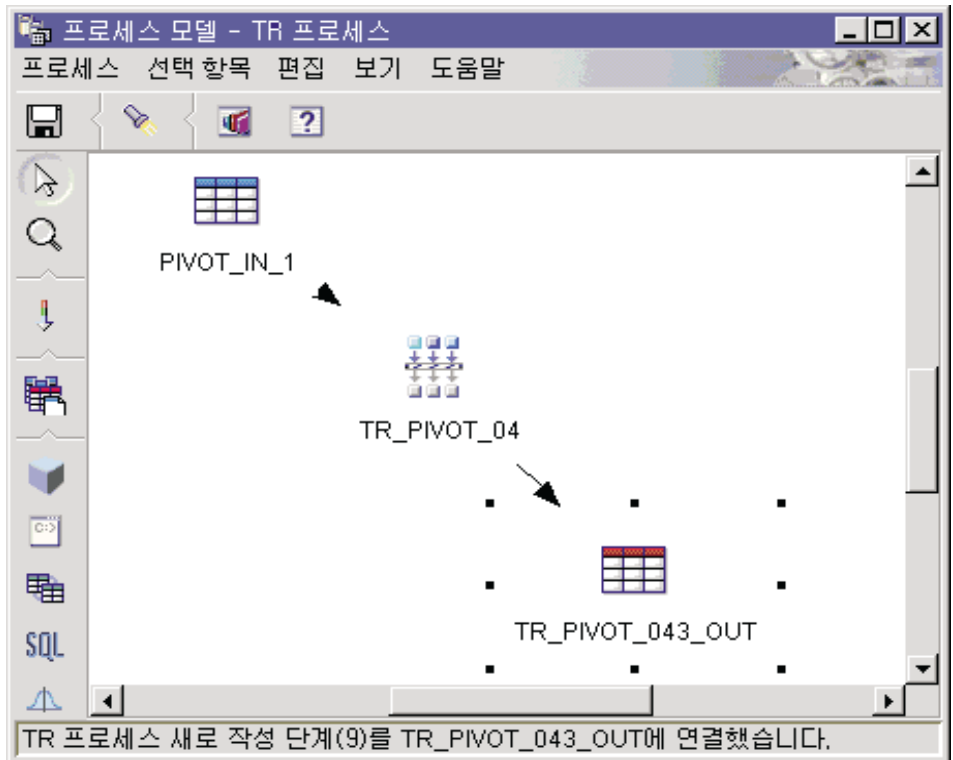 프로세스 모델 - TR 프로세스
프로세스 선택 항목 편집 보기 도움말
?
PIVOT_IN_1
TR_PIVOT_04
C:>
TR_PIVOT_043_OUT
SQL
TR 프로세스 새로 작성 단계(9)를 TR_PIVOT_043_OUT에 연결했습니다.